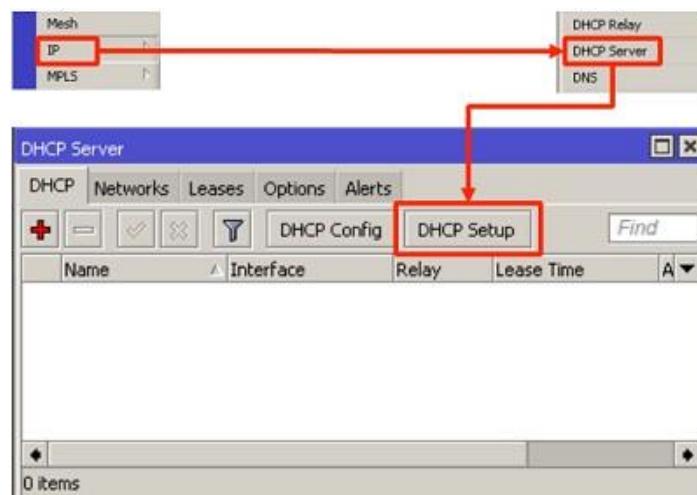 Mesh
IP
MPLS
DHCP Relay
DHCP Server
DNS
DHCP Server
DHCP Networks Leases Options Alerts
DHCP Config DHCP Setup Find
Name Interface Relay Lease Time A
0 items